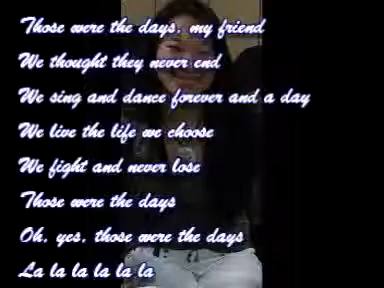 Those were the days, my friend
We thought they never end
We sing and dance forever and a day
We live the life we choose
We fight and never lose
Those were the days
Oh, yes, those were the days
La la la la la la